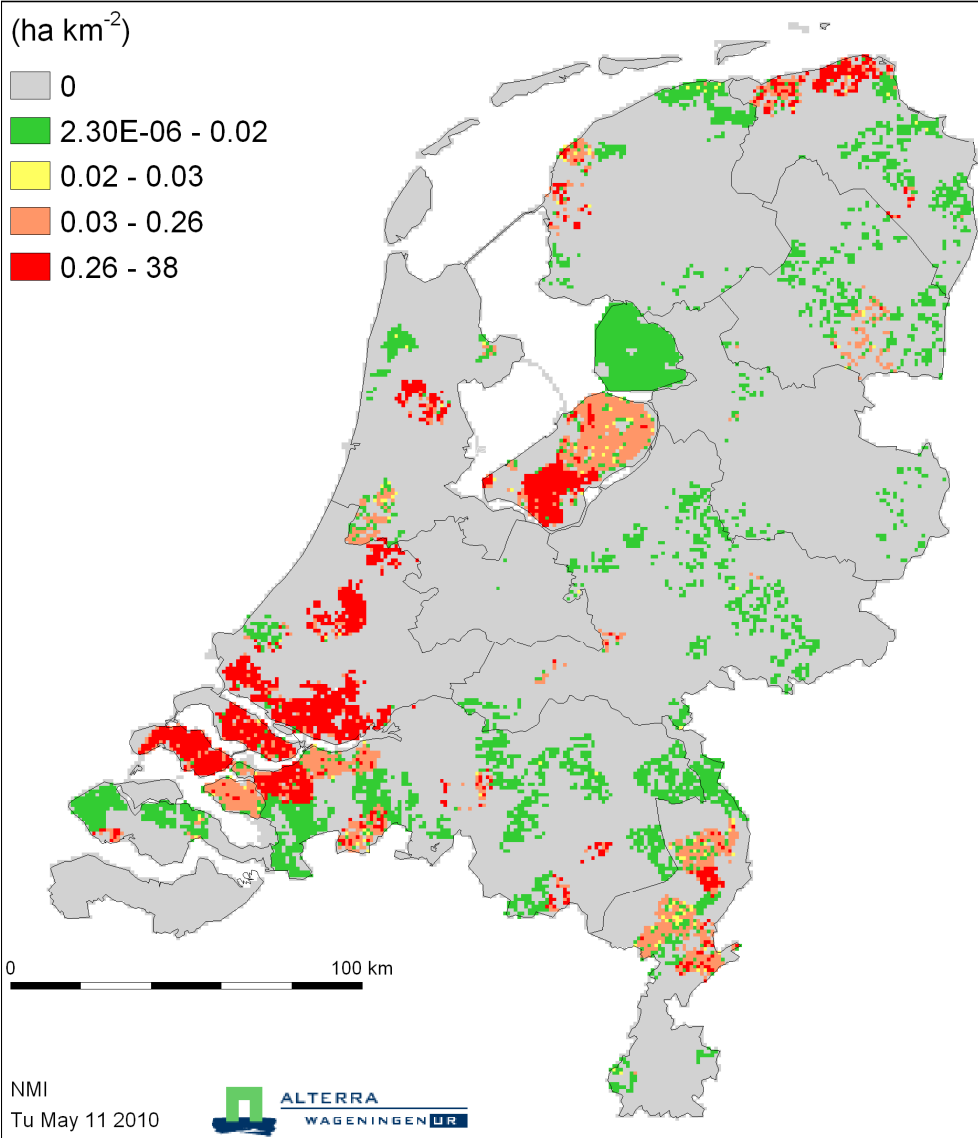 (ha km-2)
0
2.30E-06 - 0.02
0.02 - 0.03
0.03 - 0.26
0.26 - 38
0 100 km
NMI
Tu May 11 2010
ALTERRA
WAGENINGEN UR